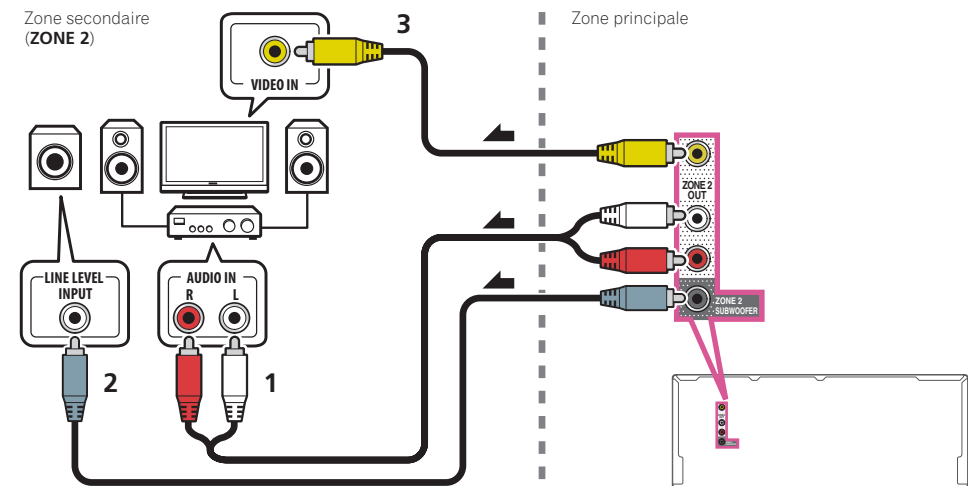 Zone secondaire
(ZONE 2)
3
Zone principale
VIDEO IN
ZONE 2
OUT
LINE LEVEL
INPUT
AUDIO IN
R L
ZONE 2
SUBWOOFER
2
1